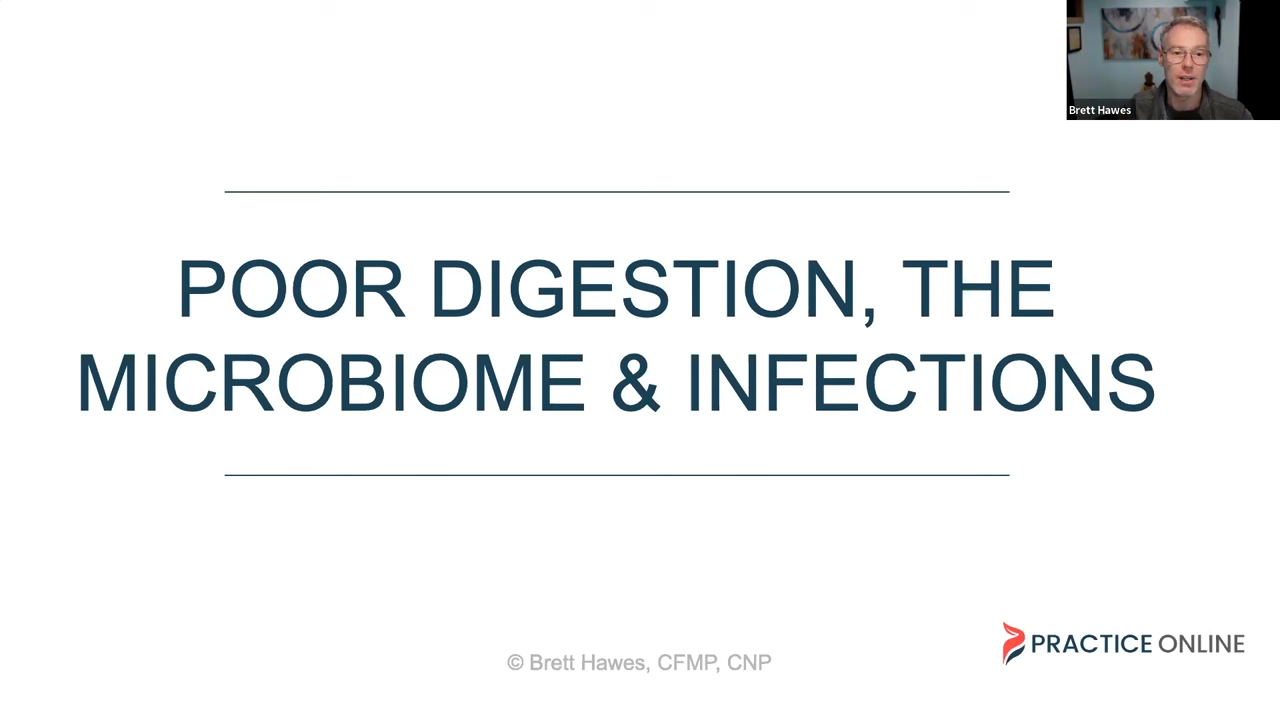 Brett Hawes
POOR DIGESTION, THE
MICROBIOME & INFECTIONS
© Brett Hawes, CFMP, CNP
PRACTICE ONLINE